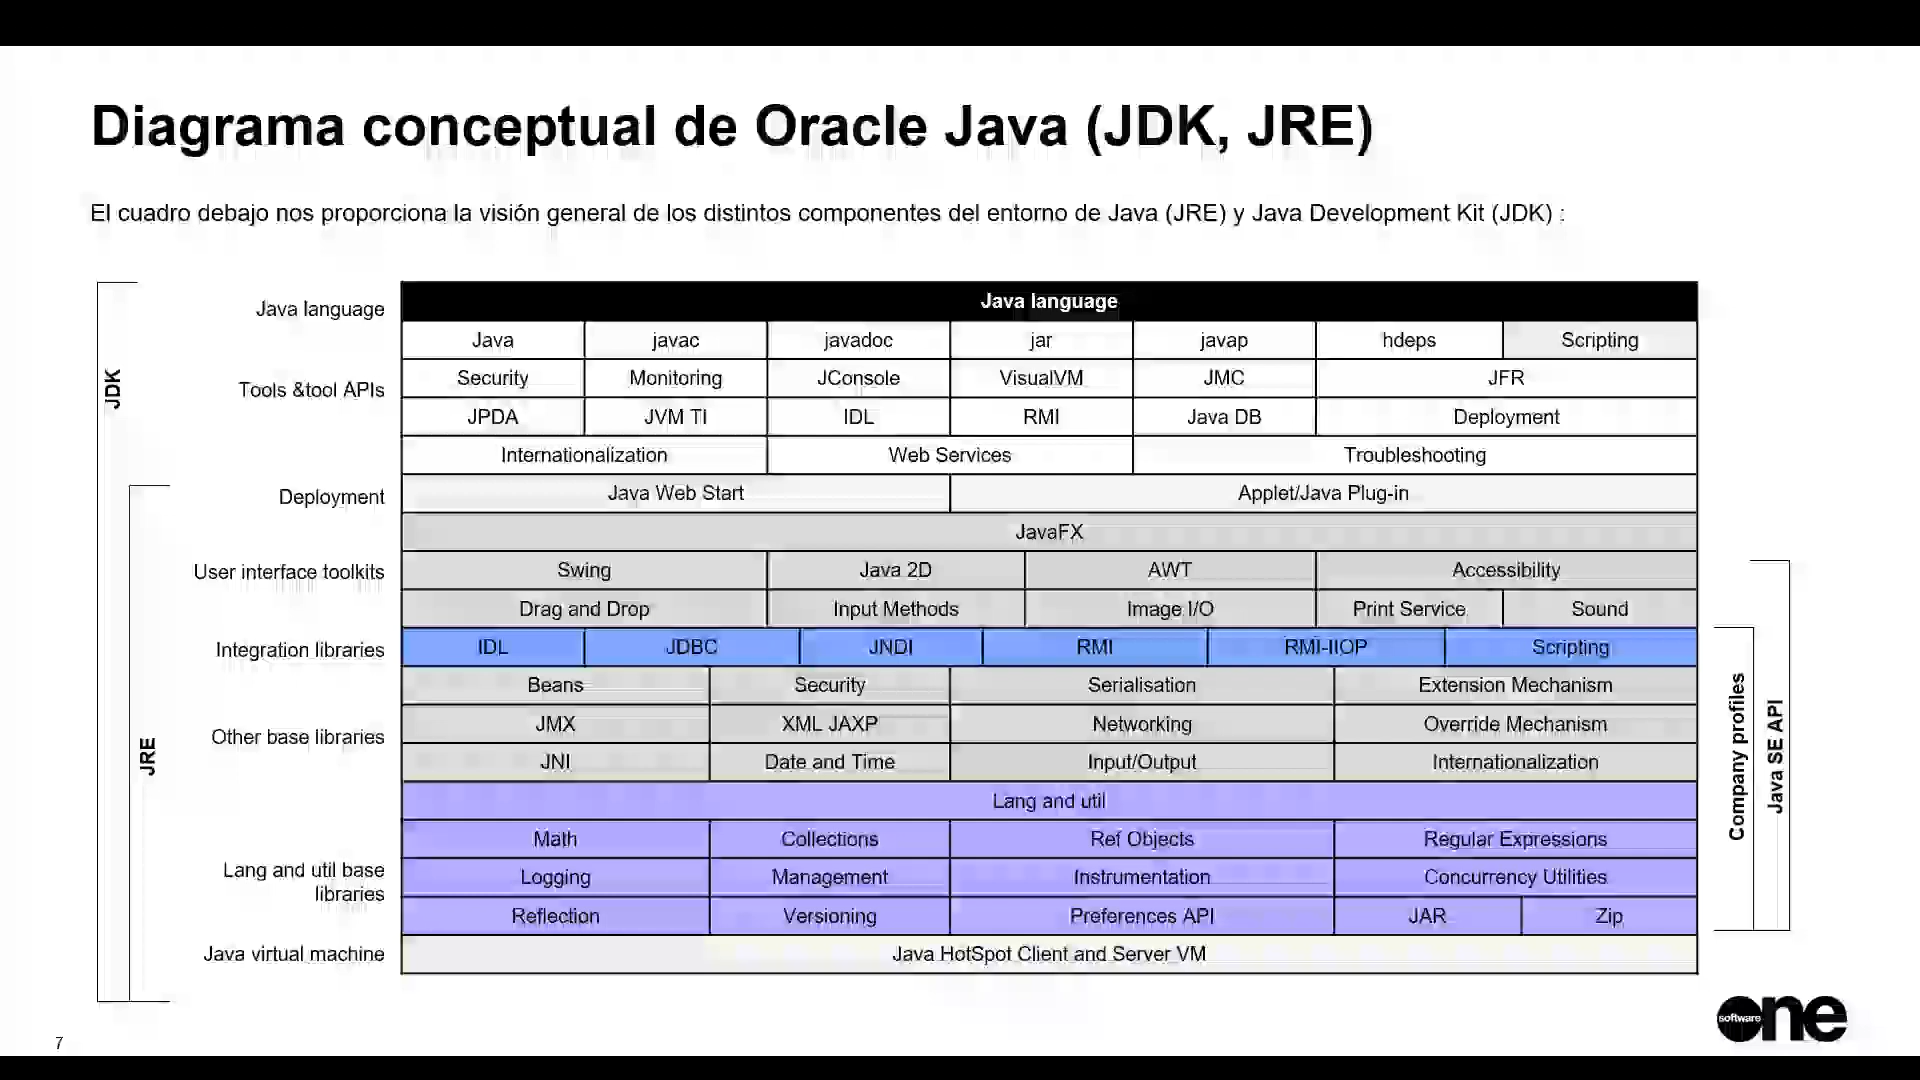 Diagrama conceptual de Oracle Java (JDK, JRE)
El cuadro debajo nos proporciona la visión general de los distintos componentes del entorno de Java (JRE) y Java Development Kit (JDK) :
JDK
JRE
Java language
Java language
Tools &tool APIs
Java javac javadoc jar javap hdeps Scripting
Security Monitoring JConsole VisualVM JMC JFR
JPDA JVM TI IDL RMI Java DB Deployment
Internationalization Web Services Troubleshooting
Deployment
Java Web Start Applet/Java Plug-in
JavaFX
User interface toolkits
Swing Java 2D AWT Accessibility
Drag and Drop Input Methods Image I/O Print Service Sound
Integration libraries
IDL JDBC JNDI RMI RMI-IIOP Scripting
Other base libraries
Beans Security Serialisation Extension Mechanism
JMX XML JAXP Networking Override Mechanism
JNI Date and Time Input/Output Internationalization
Lang and util
Lang and util base
libraries
Math Collections Ref Objects Regular Expressions
Logging Management Instrumentation Concurrency Utilities
Reflection Versioning Preferences API JAR Zip
Java virtual machine
Java HotSpot Client and Server VM
Company profiles
Java SE API
7
software one